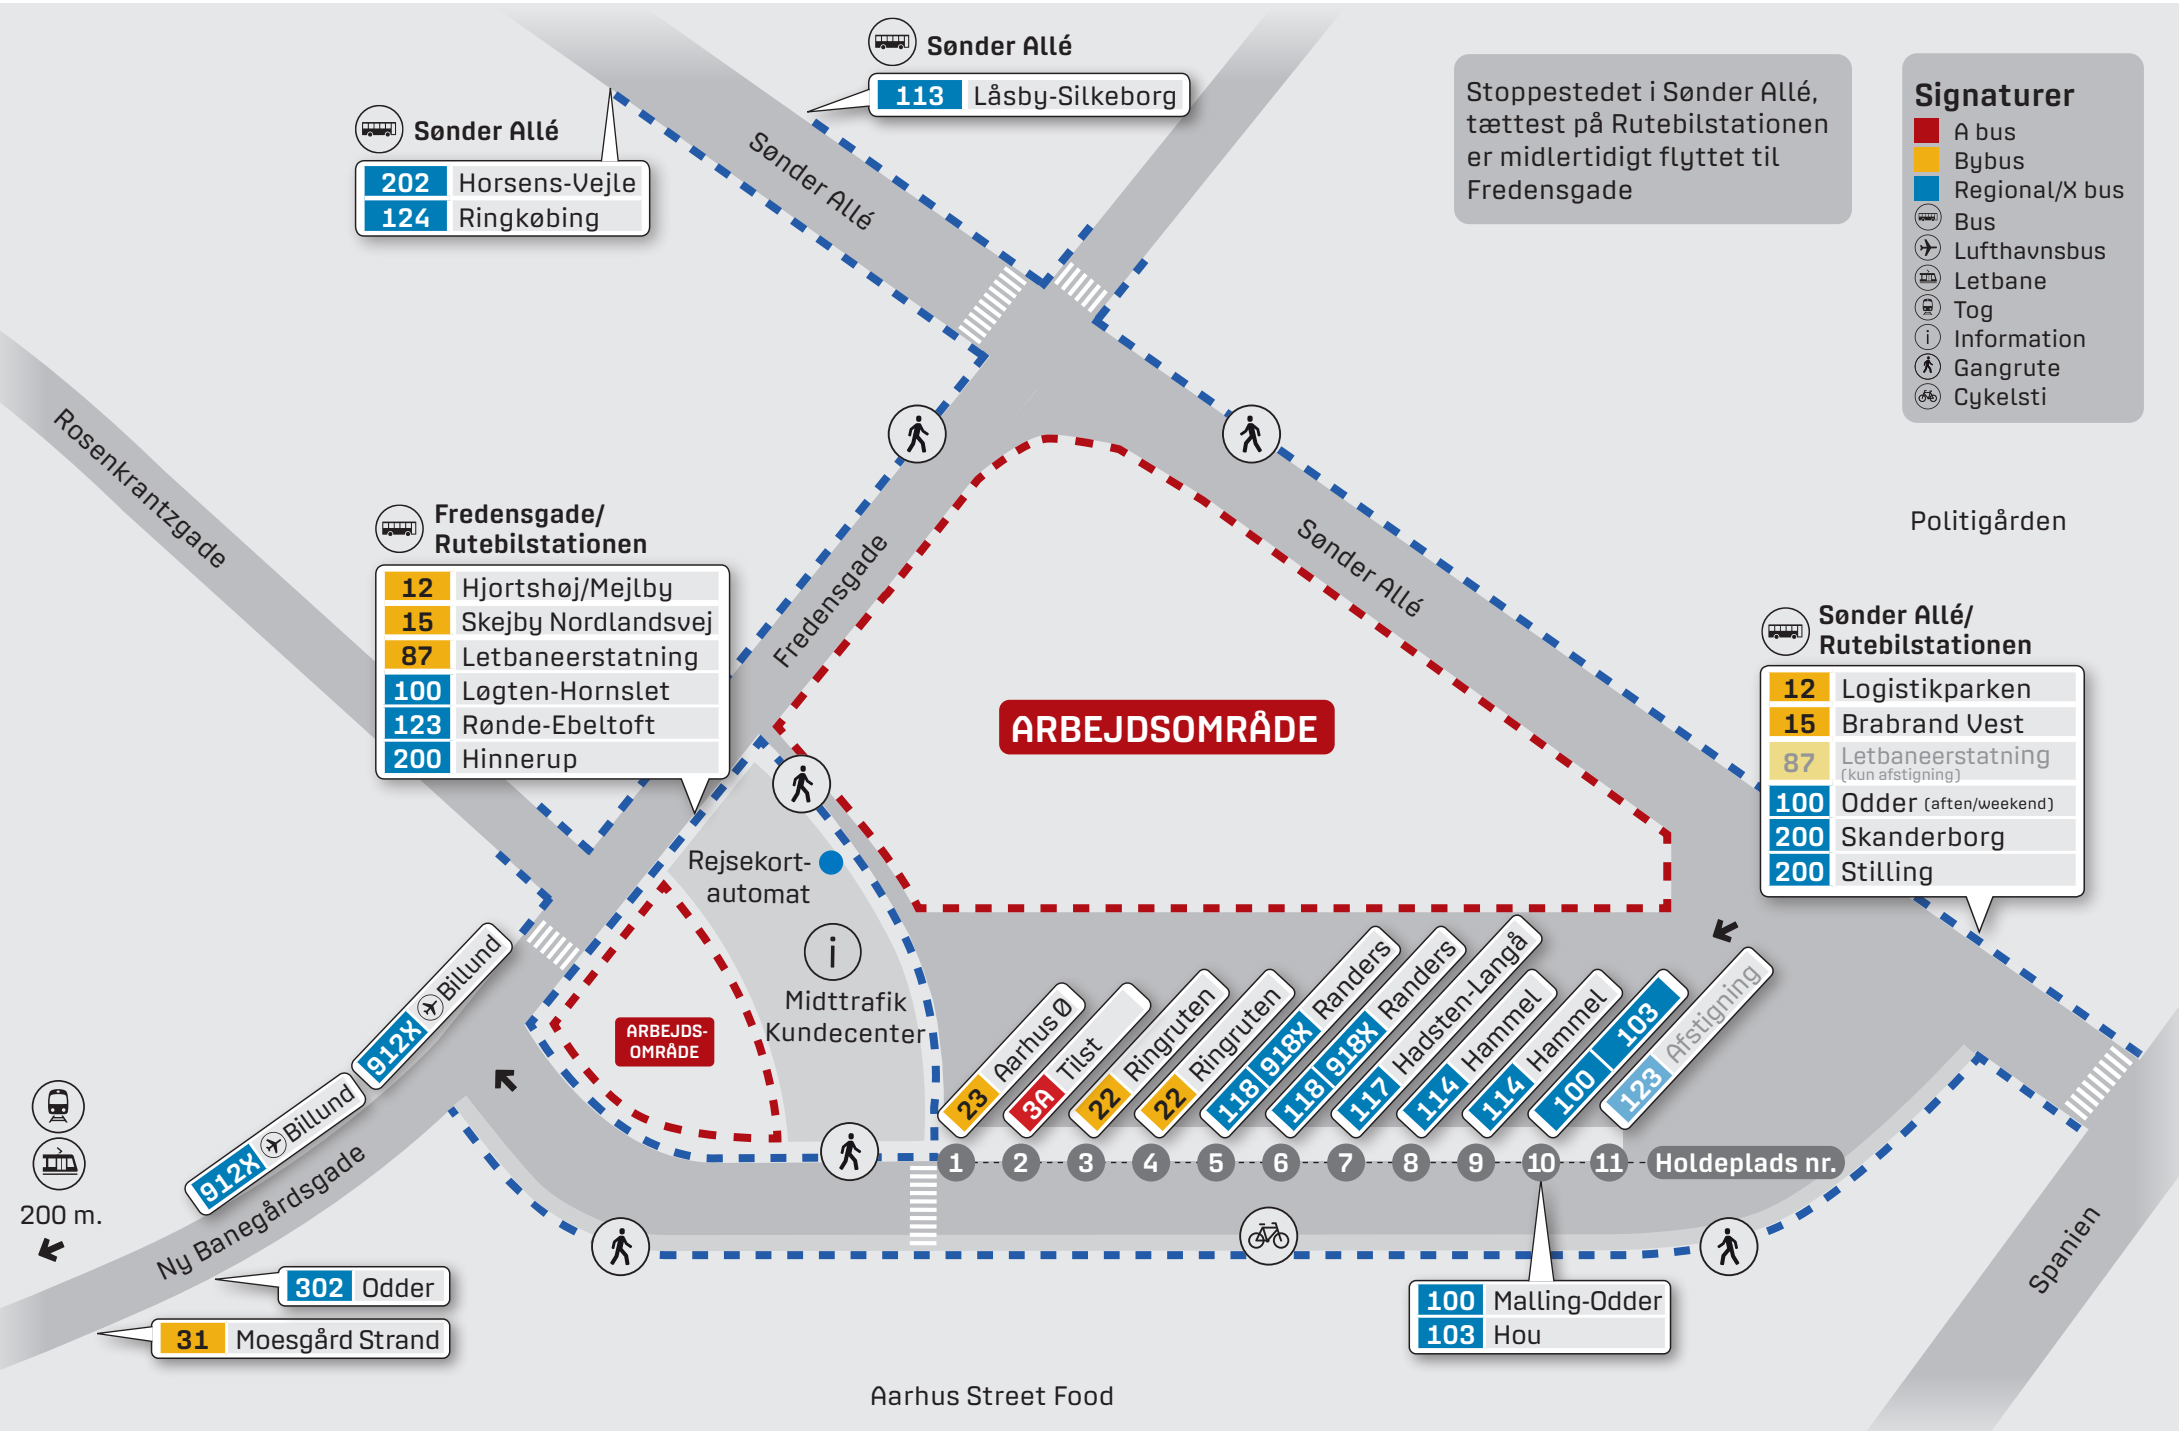 Sønder Allé
113 Låsby-Silkeborg
Sønder Allé
202 Horsens-Vejle
124 Ringkøbing
Sønder Allé
Stoppestedet i Sønder Allé,
tættest på Rutebilstationen
er midlertidigt flyttet til
Fredensgade
Signaturer
A bus
Bybus
Regional/X bus
Bus
Lufthavnsbus
Letbane
Tog
i Information
Gangrute
Cykelsti
Rosenkrantzgade
Fredensgade/
Rutebilstationen
12 Hjortshøj/Mejlby
15 Skejby Nordlandsvej
87 Letbaneerstatning
100 Løgten-Hornslet
123 Rønde-Ebeltoft
200 Hinnerup
Fredensgade
Sønder Allé
Politigården
ARBEJDSOMRÅDE
Sønder Allé/
Rutebilstationen
12 Logistikparken
15 Brabrand Vest
87 Letbaneerstatning
(kun afstigning)
100 Odder (aften/weekend)
200 Skanderborg
200 Stilling
Rejsekort-
automat
i
Midttrafik
Kundecenter
ARBEJDS-
OMRÅDE
912X Billund
912X Billund
23 Aarhus Ø
3A Tilst
22 Ringruten
22 Ringruten
118 918X Randers
118 918X Randers
117 Hadsten-Langå
114 Hammel
114 Hammel
100 103
123 Afstigning
1 2 3 4 5 6 7 8 9 10 11 Holdeplads nr.
200 m.
Ny Banegårdsgade
302 Odder
31 Moesgård Strand
100 Malling-Odder
103 Hou
Spanien
Aarhus Street Food